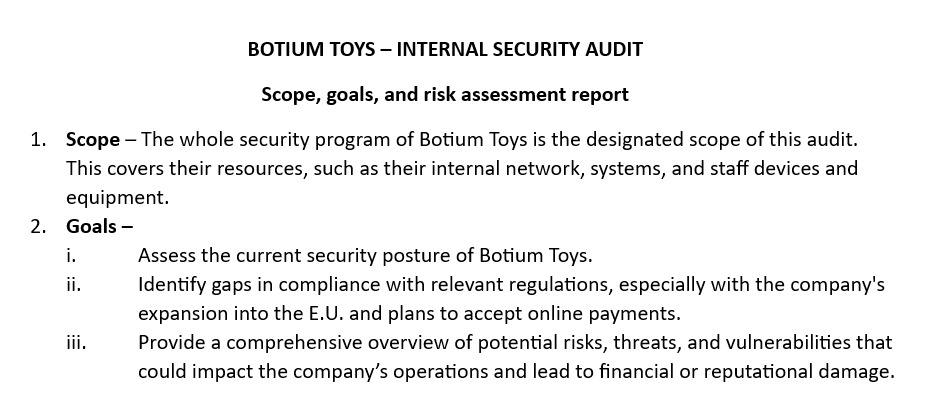 BOTIUM TOYS – INTERNAL SECURITY AUDIT
Scope, goals, and risk assessment report
1. Scope – The whole security program of Botium Toys is the designated scope of this audit.
This covers their resources, such as their internal network, systems, and staff devices and
equipment.
2. Goals –
i. Assess the current security posture of Botium Toys.
ii. Identify gaps in compliance with relevant regulations, especially with the company's
expansion into the E.U. and plans to accept online payments.
iii. Provide a comprehensive overview of potential risks, threats, and vulnerabilities that
could impact the company’s operations and lead to financial or reputational damage.